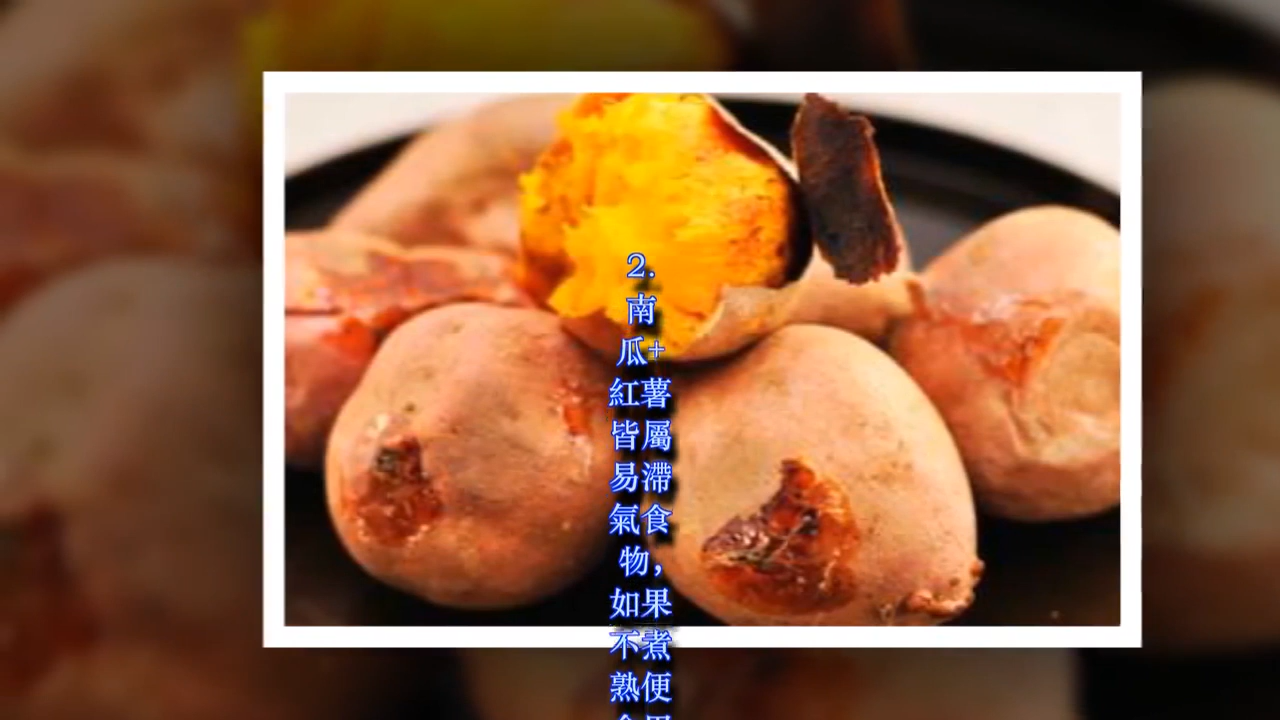 2.
南
瓜+
紅薯
皆屬
易滯
氣食
物，
如果
不煮
熟便